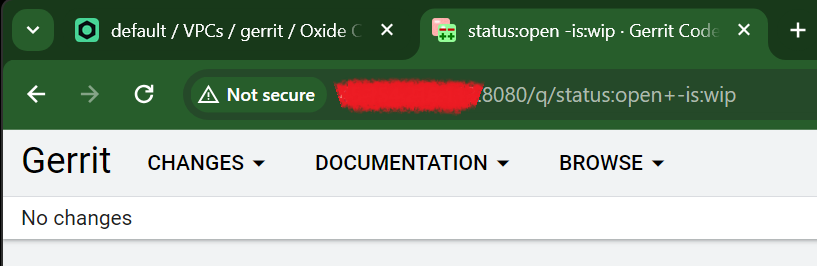 default / VPCs / gerrit / Oxide C
status:open -is:wip · Gerrit Code
Not secure :8080/q/status:open+-is:wip
Gerrit CHANGES DOCUMENTATION BROWSE
No changes